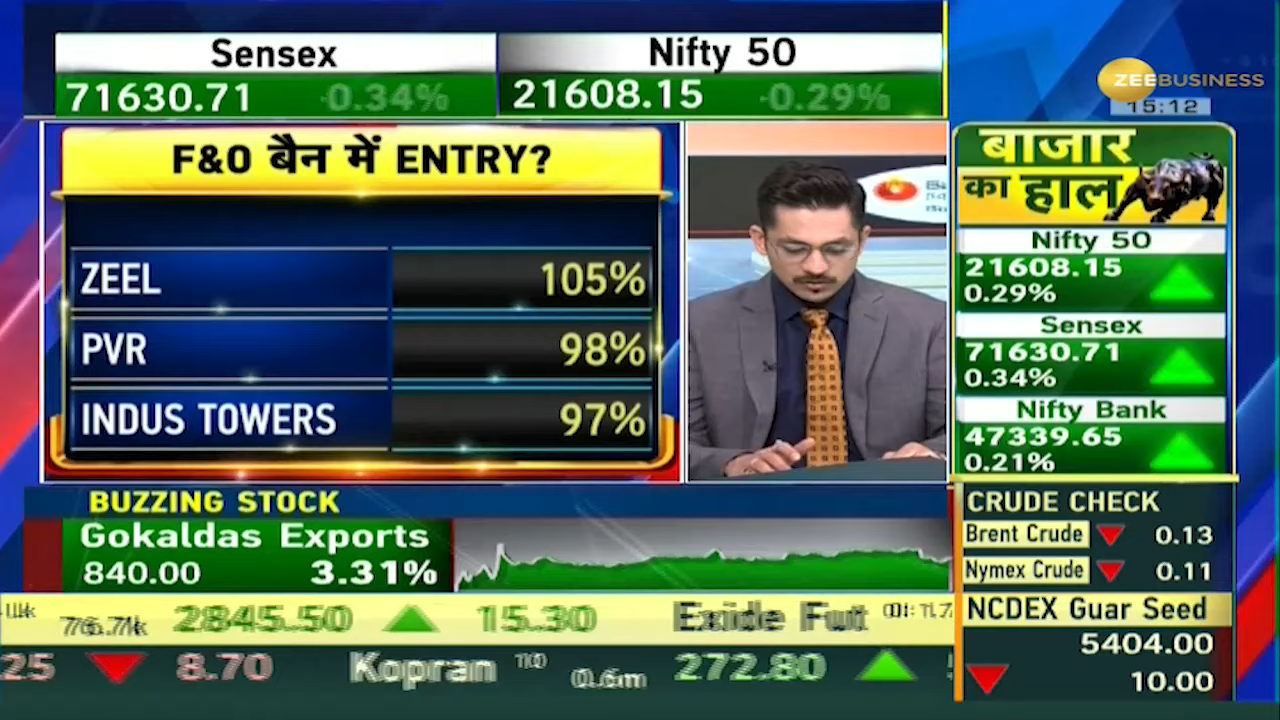 Sensex
71630.71 -0.34%
Nifty 50
21608.15 -0.29%
ZEEBUSINESS
15:12
F&O बैन में ENTRY?
ZEEL 105%
PVR 98%
INDUS TOWERS 97%
बाजार
का हाल
Nifty 50
21608.15
0.29%
Sensex
71630.71
0.34%
Nifty Bank
47339.65
0.21%
BUZZING STOCK
Gokaldas Exports
840.00 3.31%
CRUDE CHECK
Brent Crude 0.13
Nymex Crude 0.11
NCDEX Guar Seed
5404.00
10.00
2845.50 15.30 Exide Fut
25 8.70 Kopran 0.6m 272.80